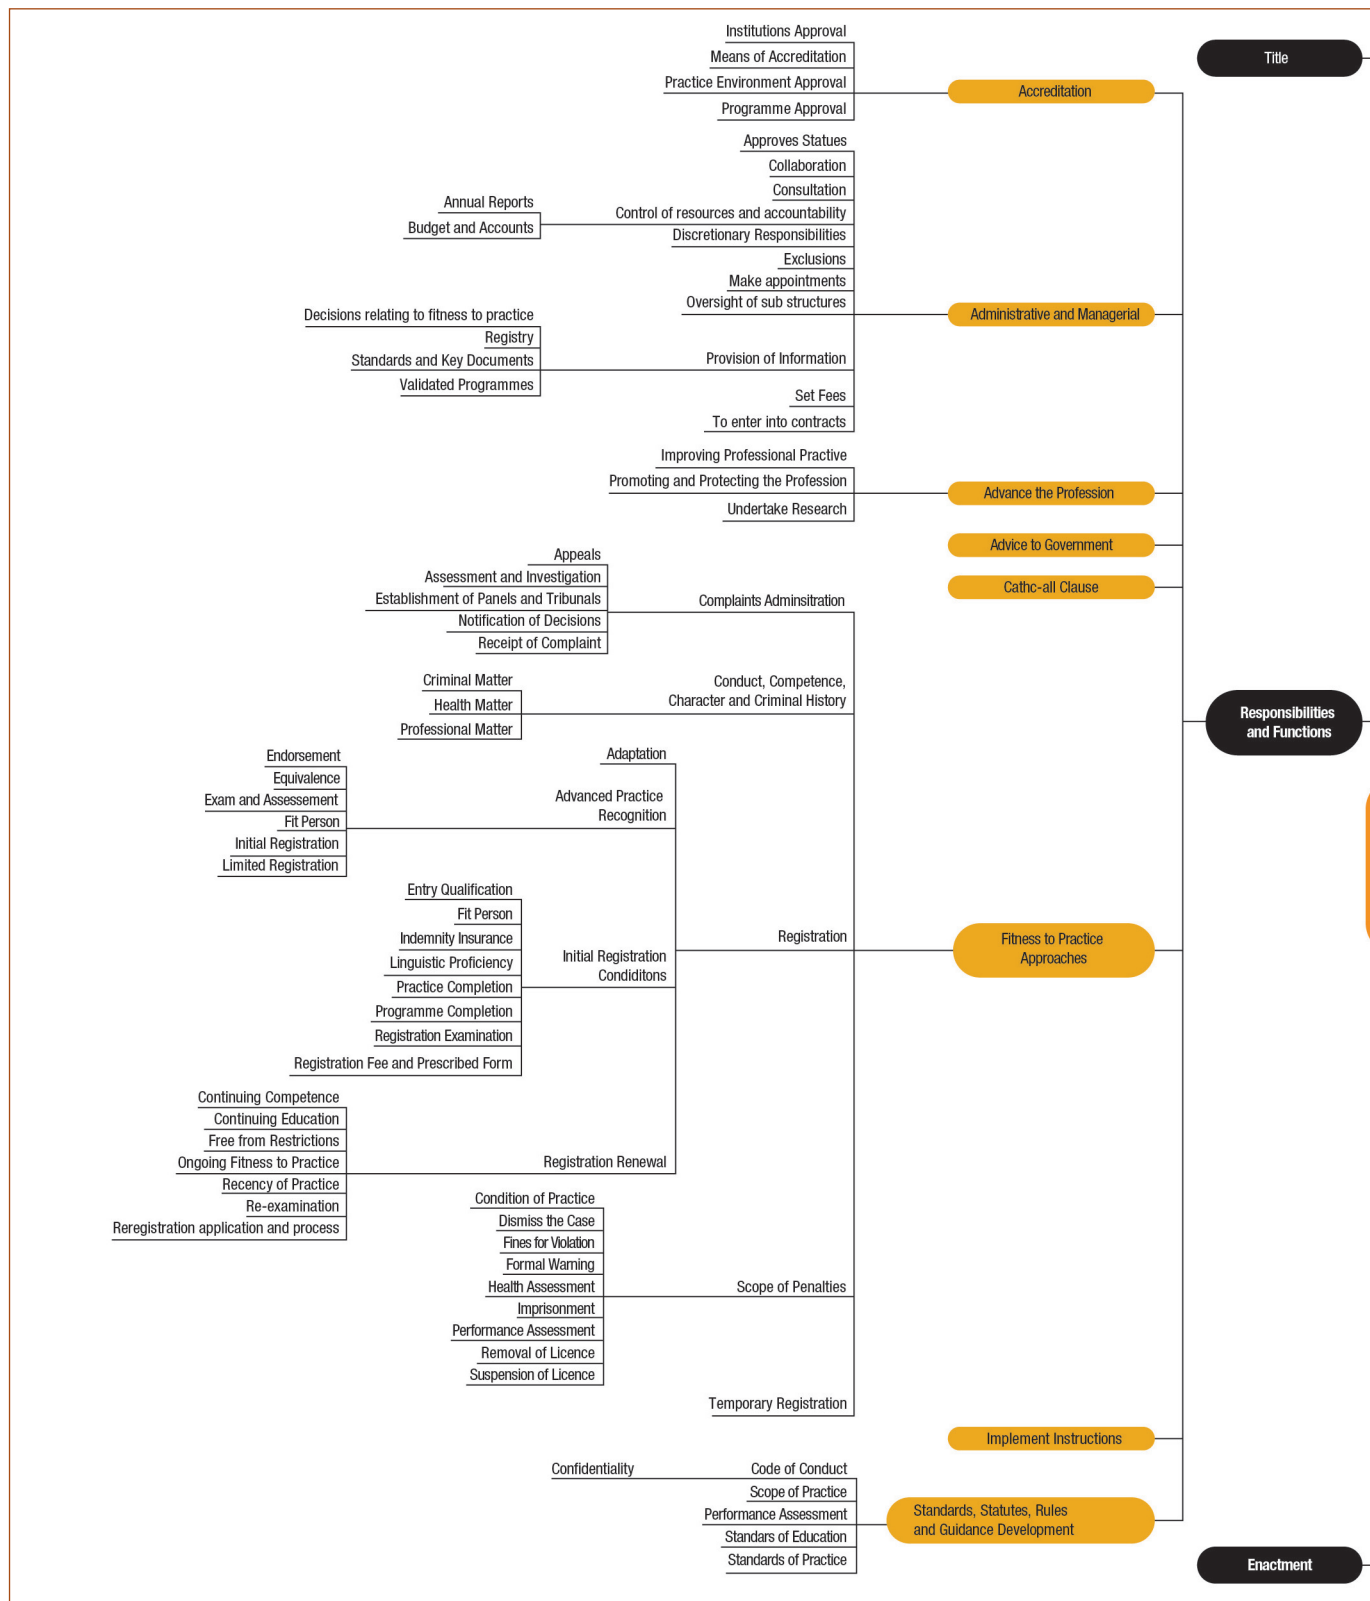 Institutions Approval
Means of Accreditation
Practice Environment Approval
Programme Approval
Accreditation
Title
Approves Statues
Collaboration
Consultation
Control of resources and accountability
Annual Reports
Budget and Accounts
Discretionary Responsibilities
Exclusions
Make appointments
Oversight of sub structures
Administrative and Managerial
Decisions relating to fitness to practice
Registry
Standards and Key Documents
Validated Programmes
Provision of Information
Set Fees
To enter into contracts
Improving Professional Practive
Promoting and Protecting the Profession
Undertake Research
Advance the Profession
Advice to Government
Cathc-all Clause
Appeals
Assessment and Investigation
Establishment of Panels and Tribunals
Notification of Decisions
Receipt of Complaint
Complaints Adminsitration
Criminal Matter
Health Matter
Professional Matter
Conduct, Competence,
Character and Criminal History
Responsibilities
and Functions
Adaptation
Endorsement
Equivalence
Exam and Assessement
Fit Person
Initial Registration
Limited Registration
Advanced Practice
Recognition
Entry Qualification
Fit Person
Indemnity Insurance
Linguistic Proficiency
Practice Completion
Programme Completion
Registration Examination
Registration Fee and Prescribed Form
Initial Registration
Condiditons
Registration
Fitness to Practice
Approaches
Continuing Competence
Continuing Education
Free from Restrictions
Ongoing Fitness to Practice
Recency of Practice
Re-examination
Reregistration application and process
Registration Renewal
Condition of Practice
Dismiss the Case
Fines for Violation
Formal Warning
Health Assessment
Imprisonment
Performance Assessment
Removal of Licence
Suspension of Licence
Scope of Penalties
Temporary Registration
Implement Instructions
Confidentiality
Code of Conduct
Scope of Practice
Performance Assessment
Standars of Education
Standards of Practice
Standards, Statutes, Rules
and Guidance Development
Enactment